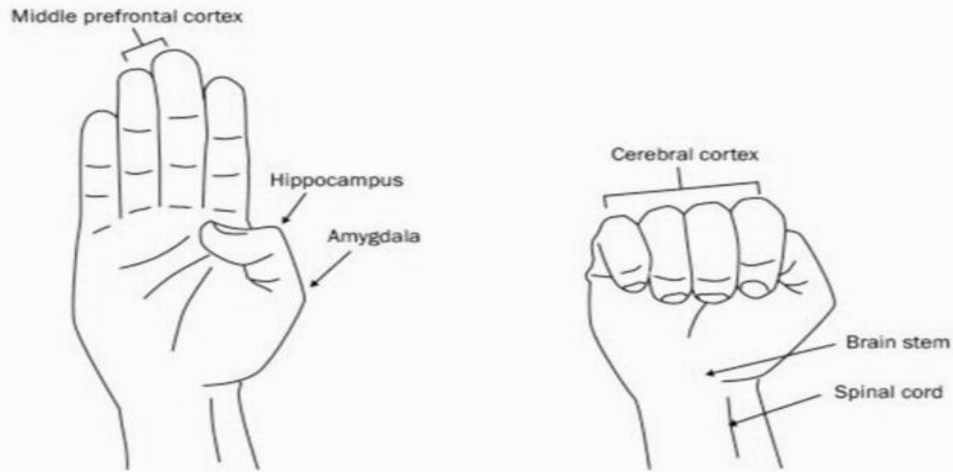 Middle prefrontal cortex
Hippocampus
Amygdala
Cerebral cortex
Brain stem
Spinal cord